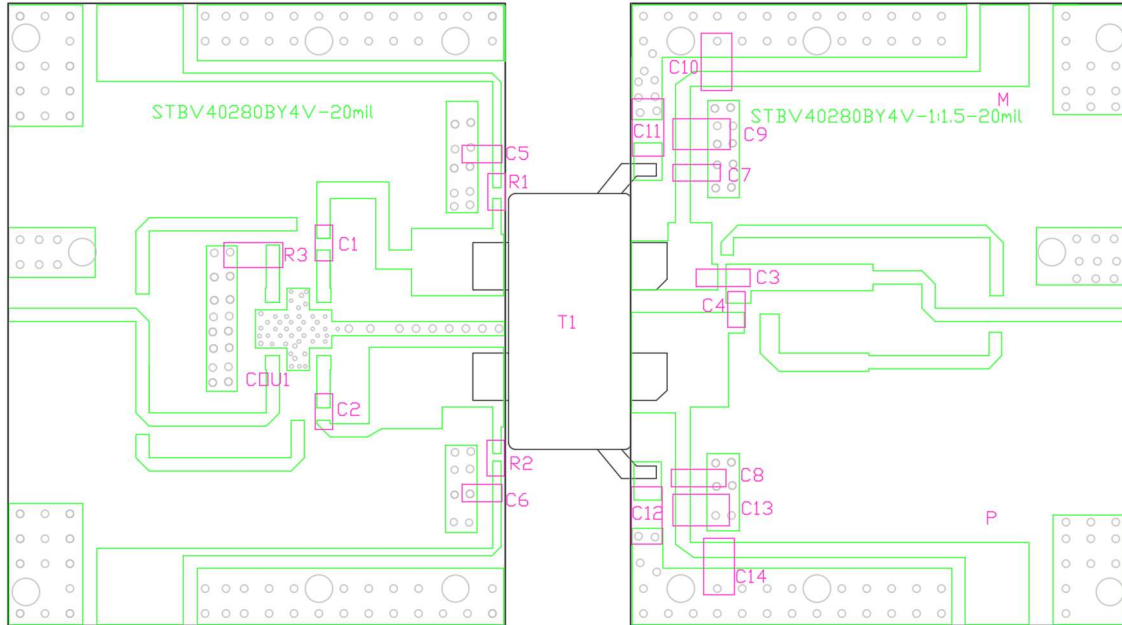 STBV40280BY4V-20mil
C5
R1
C1
R3
COU1
C2
R2
C6
T1
C10
M
C11
STBV40280BY4V-1:1.5-20mil
C9
C7
C3
C4
C8
C12
C13
P
C14